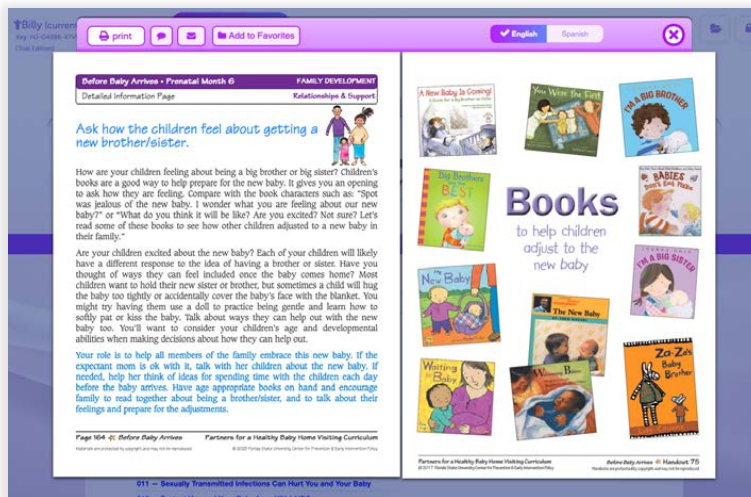 Billy (current
print
Add to Favorites
English
Spanish
Before Baby Arrives • Prenatal Month 6
FAMILY DEVELOPMENT
Detailed Information Page
Relationships & Support
Ask how the children feel about getting a
new brother/sister.
How are your children feeling about being a big brother or big sister? Children's
books are a good way to help prepare for the new baby. It gives you an opening
to ask how they are feeling. Compare with the book characters such as: “Spot
was jealous of the new baby. I wonder what you are feeling about our new
baby?” or “What do you think it will be like? Are you excited? Not sure? Let’s
read some of these books to see how other children adjusted to a new baby in
their family.”
Are your children excited about the new baby? Each of your children will likely
have a different response to the idea of having a brother or sister. Have you
thought of ways they can feel included once the baby comes home? Most
children want to hold their new sister or brother, but sometimes a child will hug
the baby too tightly or accidentally cover the baby’s face with the blanket. You
might try having them use a doll to practice being gentle and learn how to
softly pat or kiss the baby. Talk about ways they can help out with the new
baby too. You’ll want to consider your children’s age and developmental
abilities when making decisions about how they can help out.
Your role is to help all members of the family embrace this new baby. If the
expectant mom is ok with it, talk with her children about the new baby. If
needed, help her think of ideas for spending time with the children each day
before the baby arrives. Have age appropriate books on hand and encourage
family to read together about being a brother/sister, and to talk about their
feelings and prepare for the adjustments.
Page 164 Before Baby Arrives
Partners for a Healthy Baby Home Visiting Curriculum
Materials are protected by copyright and may not be reproduced.
A New Baby Is Coming!
You Were the First
I'M A BIG BROTHER
Big Brothers
are the
BEST
BABIES
Don't Eat Pizza
Books
to help children
adjust to the
new baby
I'M A BIG SISTER
The New Baby
The New Baby
Waiting
for Baby
Za-Za's
Baby
Brother
Partners for a Healthy Baby Home Visiting Curriculum
Before Baby Arrives Handout 75
011 — Sexually Transmitted Infections Can Hurt You and Your Baby